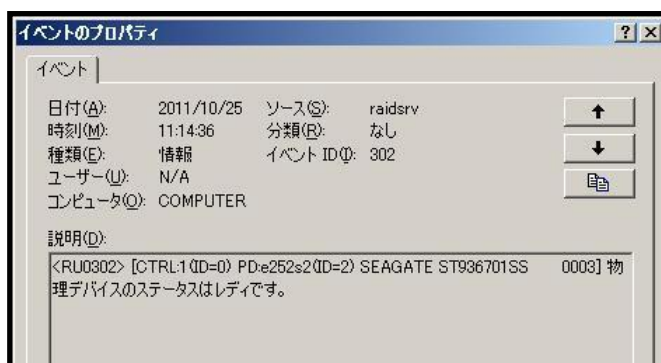 イベントのプロパティ
イベント
日付(A): 2011/10/25 ソース(S): raidsrv
時刻(M): 11:14:36 分類(R): なし
種類(E): 情報 イベント ID(I): 302
ユーザー(U): N/A
コンピュータ(O): COMPUTER
説明(D):
<RU0302> [CTRL:1(ID=0) PD:e252s2(ID=2) SEAGATE ST936701SS 0003] 物
理デバイスのステータスはレディです。